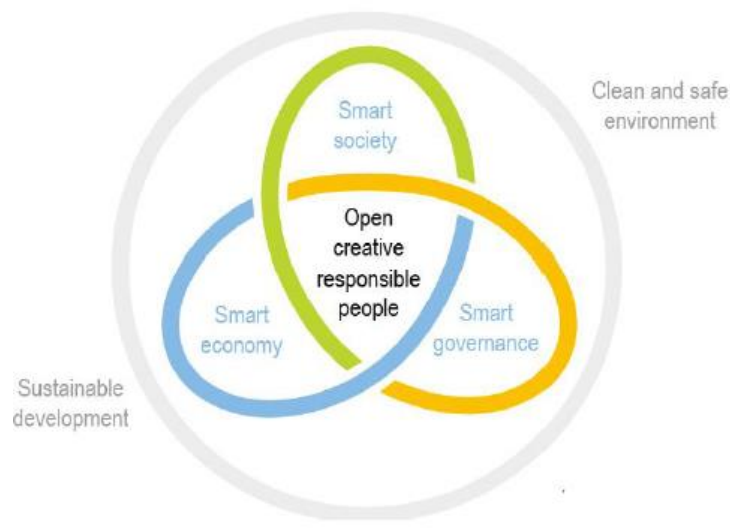 Smart
society
Clean and safe
environment
Open
creative
responsible
people
Smart
economy
Smart
governance
Sustainable
development